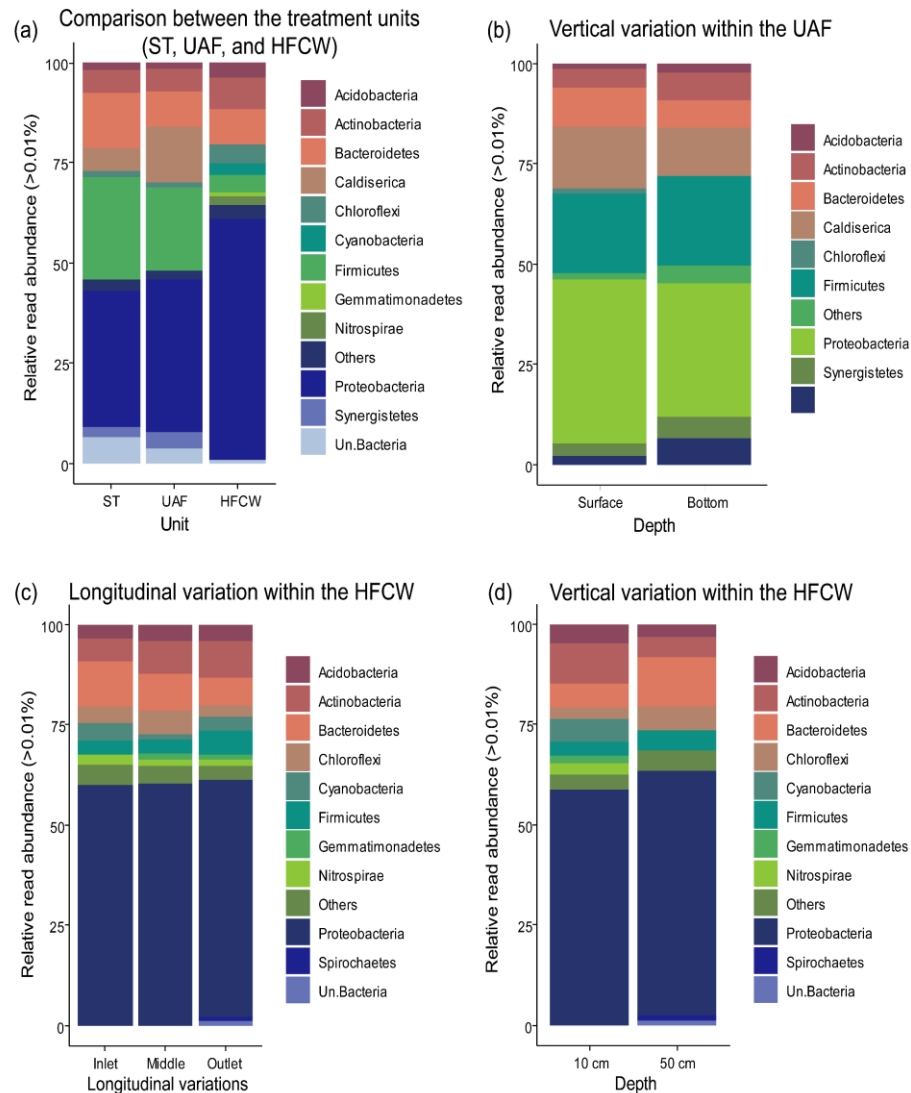 (a) Comparison between the treatment units
(ST, UAF, and HFCW)
Relative read abundance (>0.01%)
100
75
50
25
0
ST UAF HFCW
Unit
Acidobacteria
Actinobacteria
Bacteroidetes
Caldiserica
Chloroflexi
Cyanobacteria
Firmicutes
Gemmatimonadetes
Nitrospirae
Others
Proteobacteria
Synergistetes
Un.Bacteria
(b) Vertical variation within the UAF
Relative read abundance (>0.01%)
100
75
50
25
0
Surface Bottom
Depth
Acidobacteria
Actinobacteria
Bacteroidetes
Caldiserica
Chloroflexi
Firmicutes
Others
Proteobacteria
Synergistetes
(c) Longitudinal variation within the HFCW
Relative read abundance (>0.01%)
100
75
50
25
0
Inlet Middle Outlet
Longitudinal variations
Acidobacteria
Actinobacteria
Bacteroidetes
Chloroflexi
Cyanobacteria
Firmicutes
Gemmatimonadetes
Nitrospirae
Others
Proteobacteria
Spirochaetes
Un.Bacteria
(d) Vertical variation within the HFCW
Relative read abundance (>0.01%)
100
75
50
25
0
10 cm 50 cm
Depth
Acidobacteria
Actinobacteria
Bacteroidetes
Chloroflexi
Cyanobacteria
Firmicutes
Gemmatimonadetes
Nitrospirae
Others
Proteobacteria
Spirochaetes
Un.Bacteria